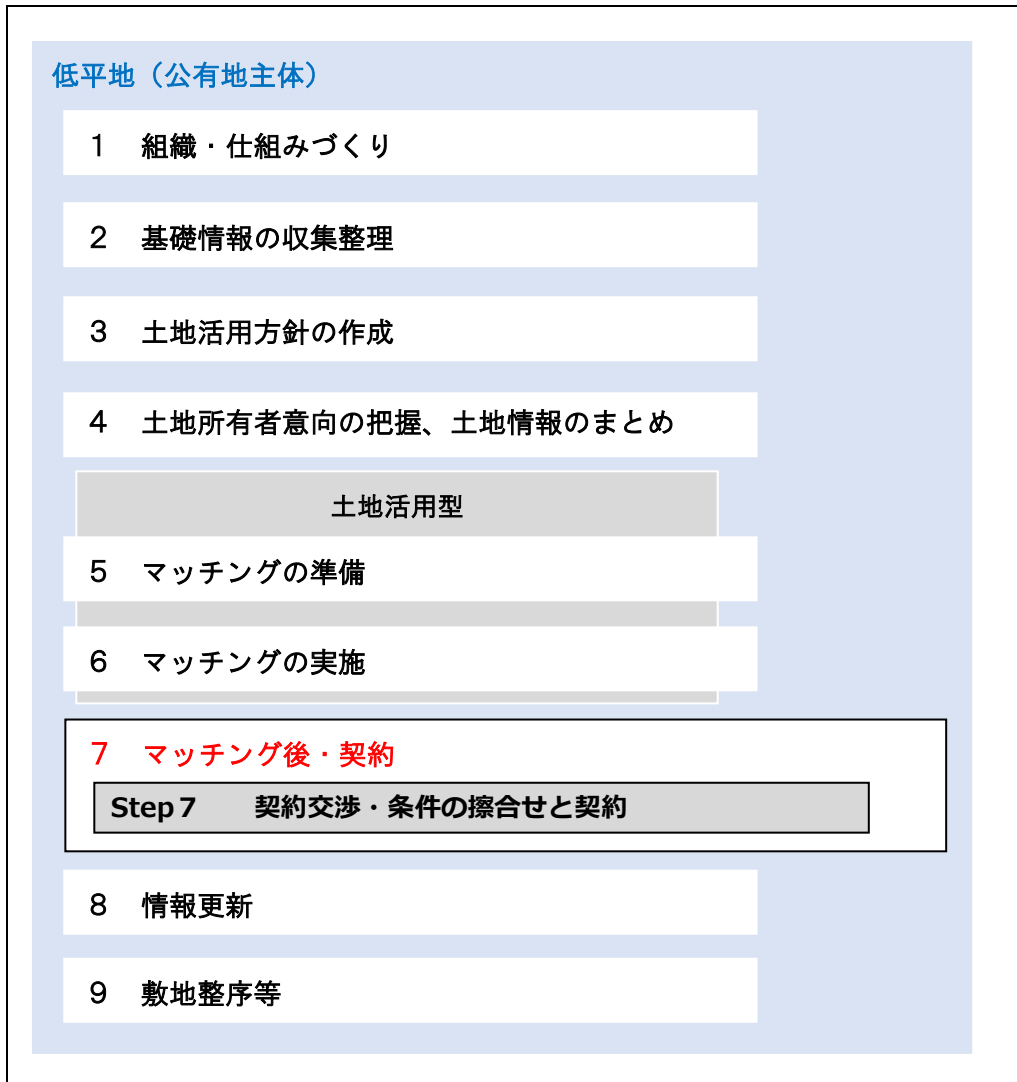 低平地（公有地主体）
１　組織・仕組みづくり
２　基礎情報の収集整理
３　土地活用方針の作成
４　土地所有者意向の把握、土地情報のまとめ
土地活用型
５　マッチングの準備
６　マッチングの実施
７　マッチング後・契約
Step７　契約交渉・条件の擦合せと契約
８　情報更新
９　敷地整序等